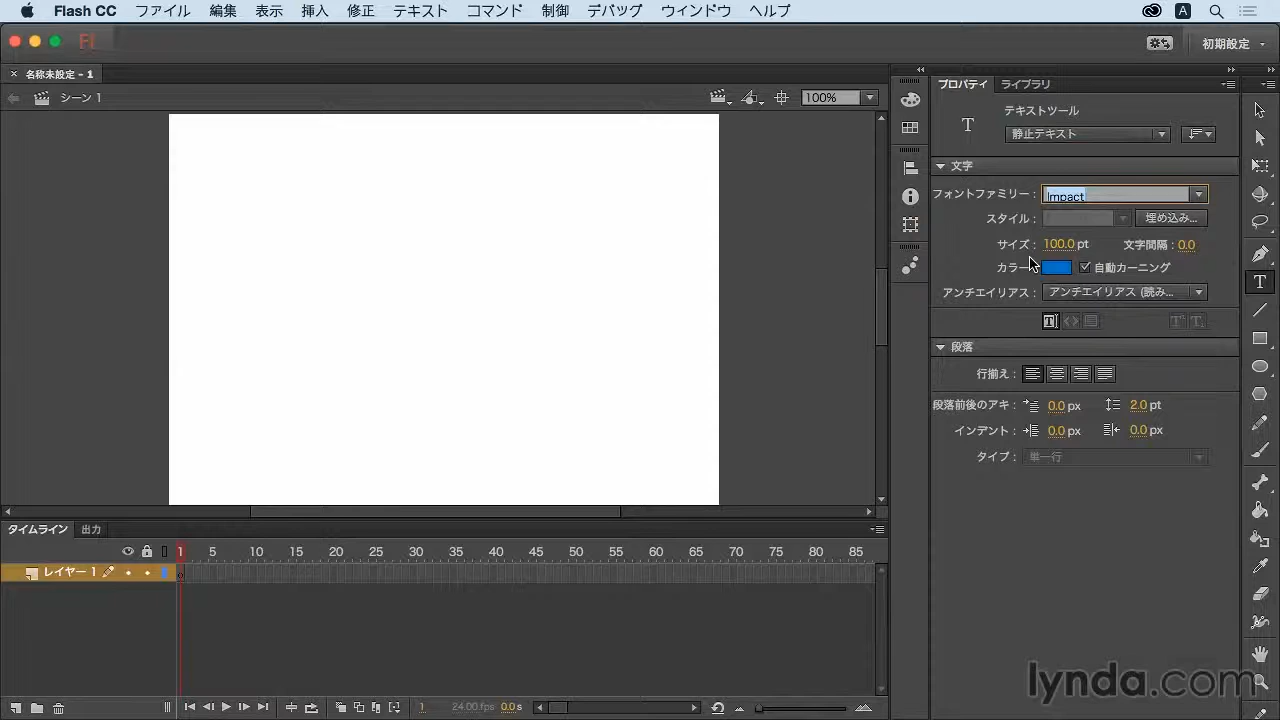 Flash CC ファイル 編集 表示 挿入 修正 テキスト コマンド 制御 デバッグ ウィンドウ ヘルプ A
Fl 初期設定
× 名称未設定 - 1
シーン 1 100%
プロパティ ライブラリ
テキストツール
T 静止テキスト
文字
フォントファミリー : Impact
スタイル : 埋め込み...
サイズ : 100.0 pt 文字間隔 : 0.0
カラー 自動カーニング
アンチエイリアス : アンチエイリアス (読み...
段落
行揃え :
段落前後のアキ : 0.0 px 2.0 pt
インデント : 0.0 px 0.0 px
タイプ : 単一行
タイムライン 出力
1 5 10 15 20 25 30 35 40 45 50 55 60 65 70 75 80 85
レイヤー 1
1 24.00 fps 0.0 s
lynda.com